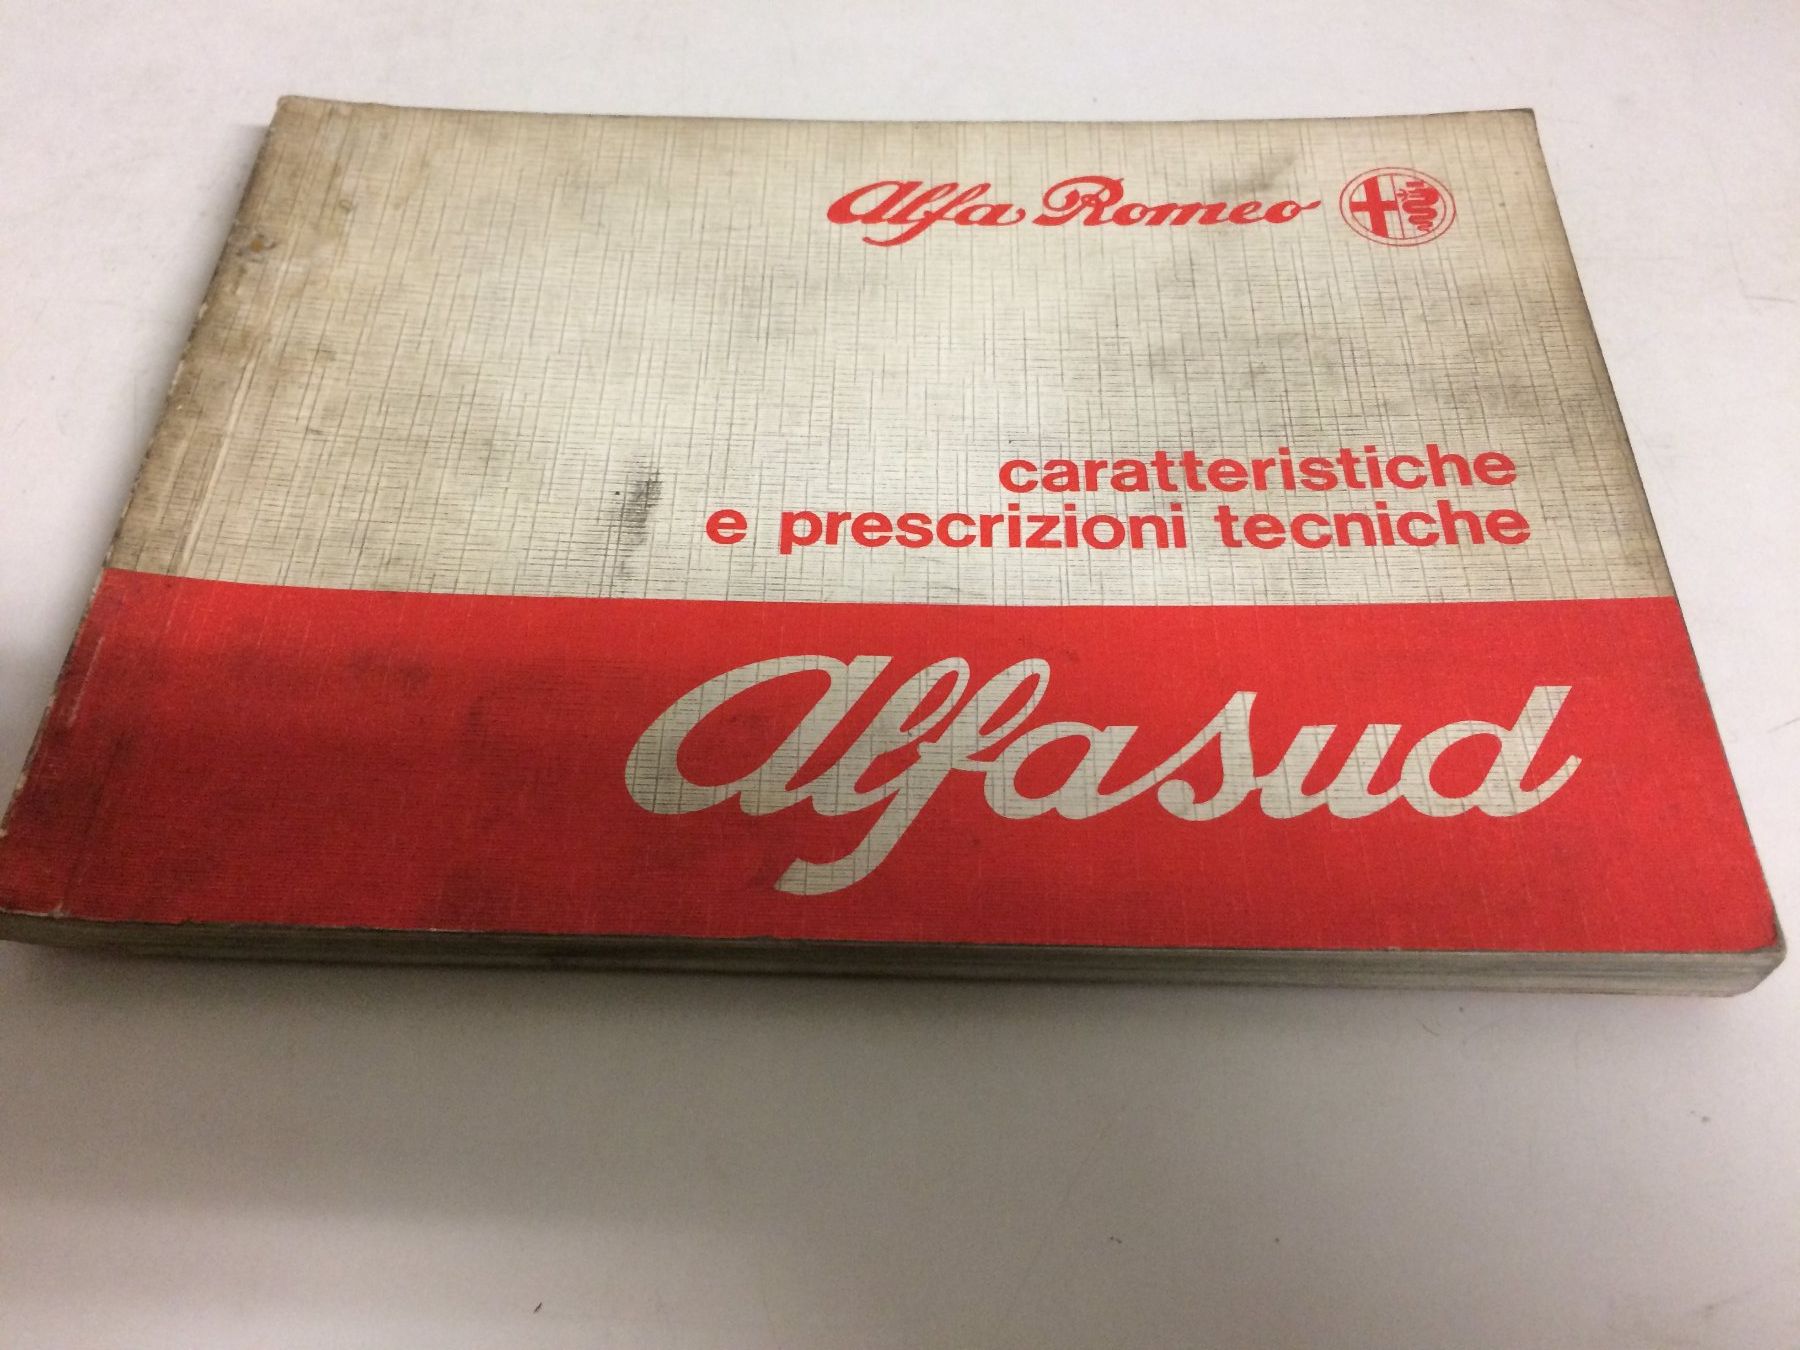 Alfa Romeo
caratteristiche
e prescrizioni tecniche
Alfasud